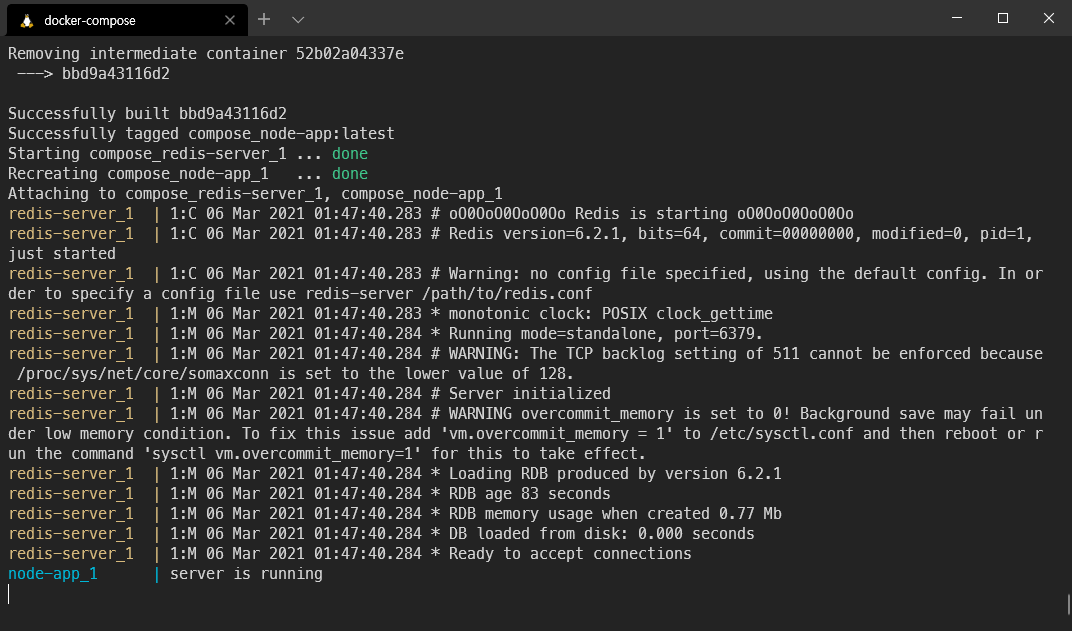 docker-compose
Removing intermediate container 52b02a04337e
---> bbd9a43116d2
Successfully built bbd9a43116d2
Successfully tagged compose_node-app:latest
Starting compose_redis-server_1 ... done
Recreating compose_node-app_1   ... done
Attaching to compose_redis-server_1, compose_node-app_1
redis-server_1  | 1:C 06 Mar 2021 01:47:40.283 # oO0OoO0OoO0Oo Redis is starting oO0OoO0OoO0Oo
redis-server_1  | 1:C 06 Mar 2021 01:47:40.283 # Redis version=6.2.1, bits=64, commit=00000000, modified=0, pid=1,
just started
redis-server_1  | 1:C 06 Mar 2021 01:47:40.283 # Warning: no config file specified, using the default config. In or
der to specify a config file use redis-server /path/to/redis.conf
redis-server_1  | 1:M 06 Mar 2021 01:47:40.283 * monotonic clock: POSIX clock_gettime
redis-server_1  | 1:M 06 Mar 2021 01:47:40.284 * Running mode=standalone, port=6379.
redis-server_1  | 1:M 06 Mar 2021 01:47:40.284 # WARNING: The TCP backlog setting of 511 cannot be enforced because
/proc/sys/net/core/somaxconn is set to the lower value of 128.
redis-server_1  | 1:M 06 Mar 2021 01:47:40.284 # Server initialized
redis-server_1  | 1:M 06 Mar 2021 01:47:40.284 # WARNING overcommit_memory is set to 0! Background save may fail un
der low memory condition. To fix this issue add 'vm.overcommit_memory = 1' to /etc/sysctl.conf and then reboot or r
un the command 'sysctl vm.overcommit_memory=1' for this to take effect.
redis-server_1  | 1:M 06 Mar 2021 01:47:40.284 * Loading RDB produced by version 6.2.1
redis-server_1  | 1:M 06 Mar 2021 01:47:40.284 * RDB age 83 seconds
redis-server_1  | 1:M 06 Mar 2021 01:47:40.284 * RDB memory usage when created 0.77 Mb
redis-server_1  | 1:M 06 Mar 2021 01:47:40.284 * DB loaded from disk: 0.000 seconds
redis-server_1  | 1:M 06 Mar 2021 01:47:40.284 * Ready to accept connections
node-app_1      | server is running